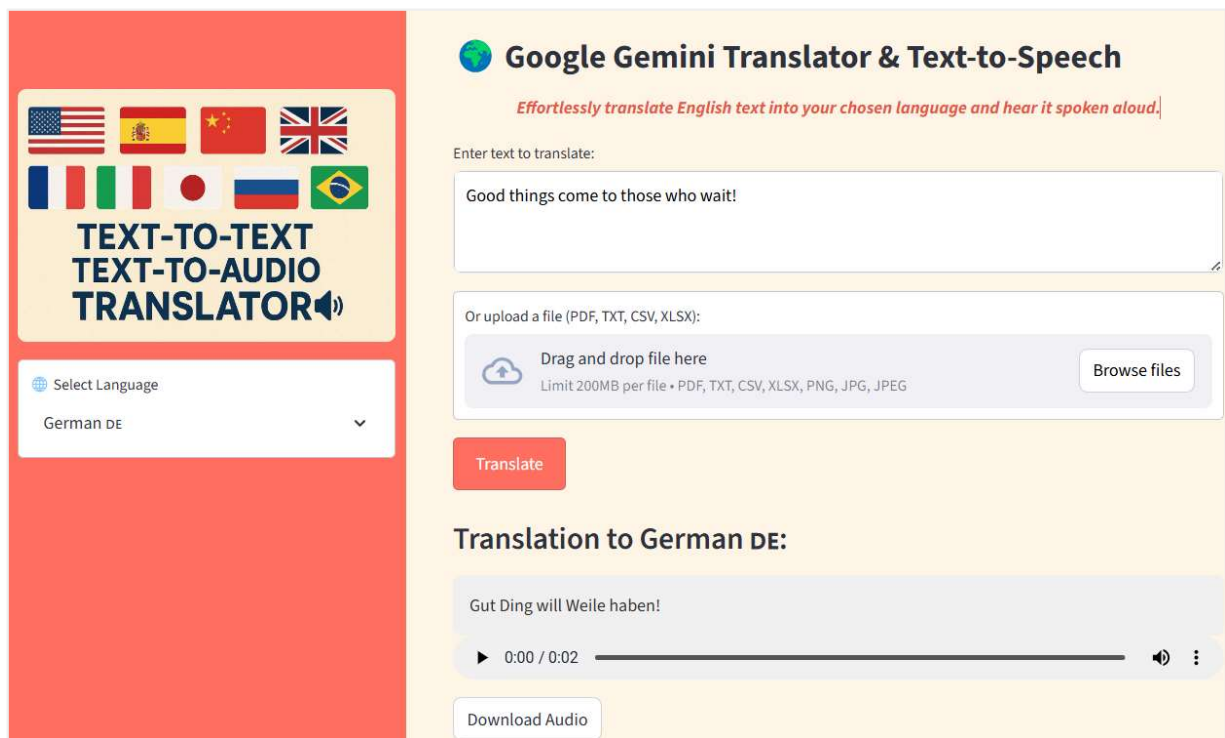 TEXT-TO-TEXT
TEXT-TO-AUDIO
TRANSLATOR
Select Language
German DE
Google Gemini Translator & Text-to-Speech
Effortlessly translate English text into your chosen language and hear it spoken aloud.
Enter text to translate:
Good things come to those who wait!
Or upload a file (PDF, TXT, CSV, XLSX):
Drag and drop file here
Limit 200MB per file • PDF, TXT, CSV, XLSX, PNG, JPG, JPEG
Browse files
Translate
Translation to German DE:
Gut Ding will Weile haben!
0:00 / 0:02
Download Audio